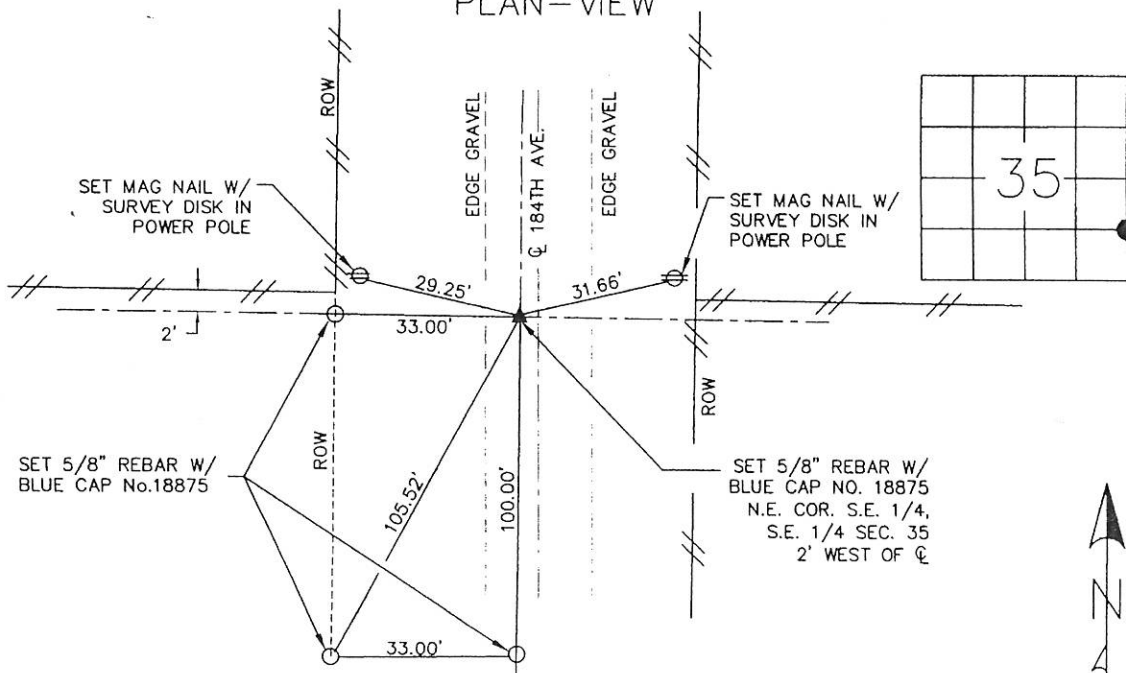 PLAN-VIEW
ROW
EDGE GRAVEL
℄ 184TH AVE.
EDGE GRAVEL
35
SET MAG NAIL W/
SURVEY DISK IN
POWER POLE
SET MAG NAIL W/
SURVEY DISK IN
POWER POLE
29.25'
31.66'
2'
33.00'
ROW
ROW
SET 5/8" REBAR W/
BLUE CAP No.18875
105.52'
100.00'
SET 5/8" REBAR W/
BLUE CAP NO. 18875
N.E. COR. S.E. 1/4,
S.E. 1/4 SEC. 35
2' WEST OF ℄
N
33.00'